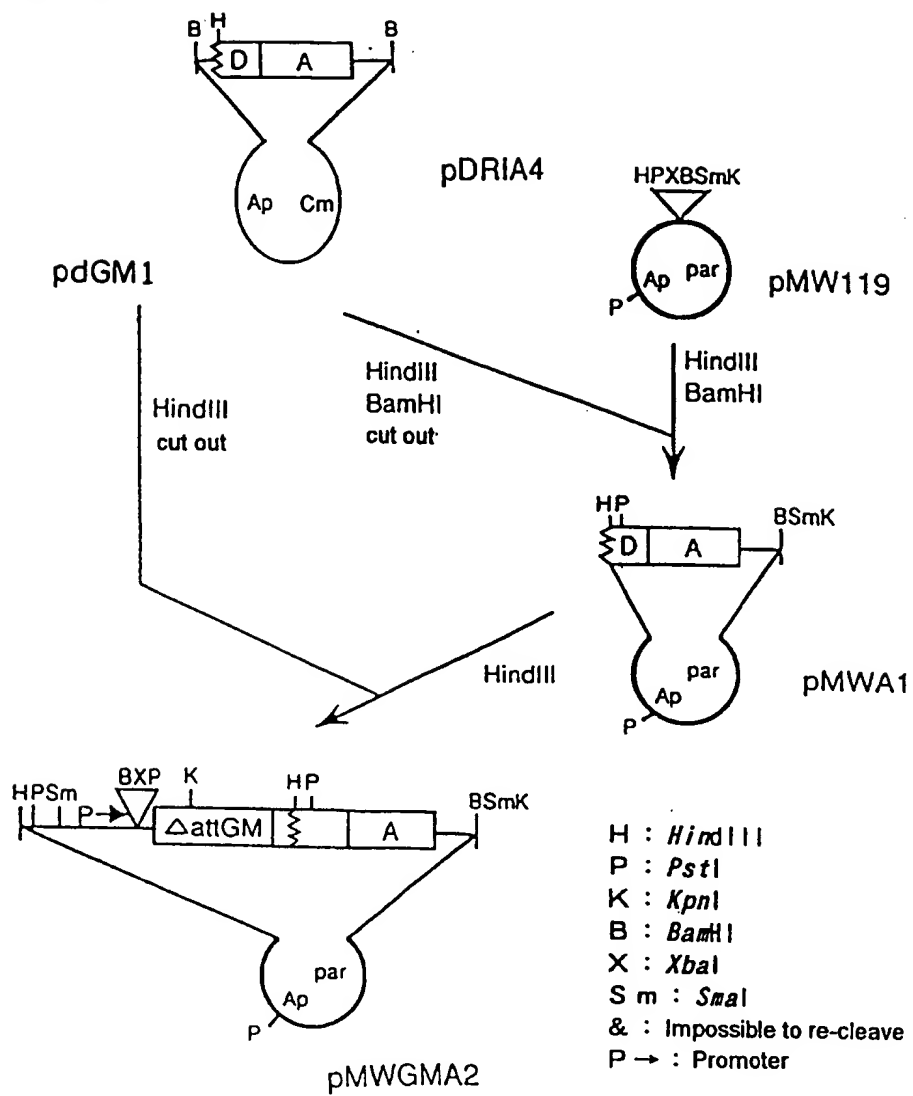 H
B
B
D
A
pDRIA4
Ap
Cm
HPXBSmK
pdGM1
Ap
par
P
pMW119
HindIII
cut out
HindIII
BamHI
cut out
HindIII
BamHI
HP
BSmK
D
A
HindIII
par
Ap
P
pMWA1
BXP
K
HP
HPSm
P→
BSmK
△attGM
A
par
Ap
P
pMWGMA2
H : HindIII
P : PstI
K : KpnI
B : BamHI
X : XbaI
Sm : SmaI
& : Impossible to re-cleave
P → : Promoter